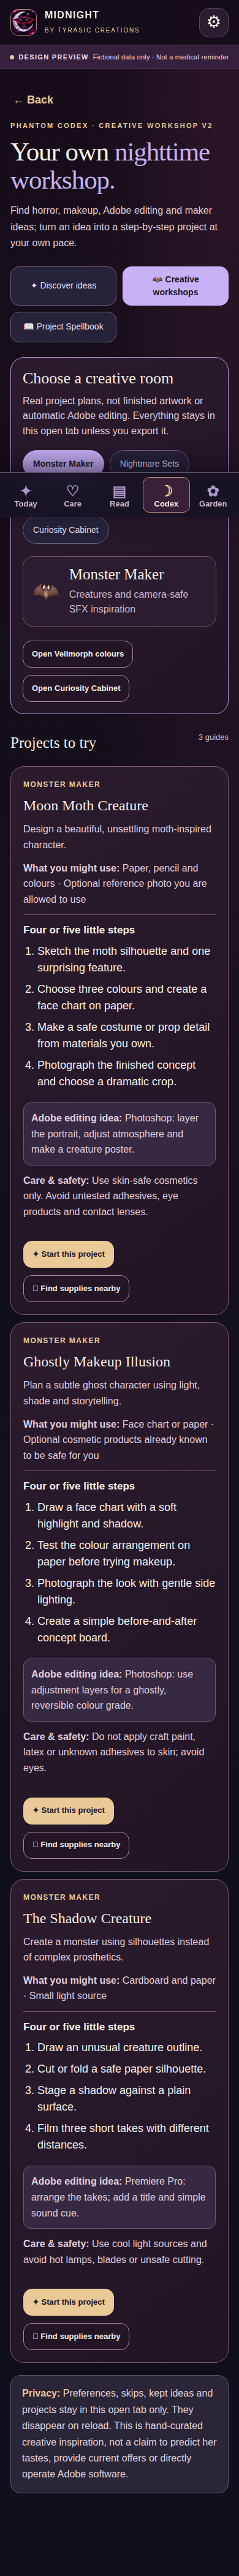 MIDNIGHT
BY TYRASIC CREATIONS
DESIGN PREVIEW Fictional data only · Not a medical reminder
← Back
PHANTOM CODEX · CREATIVE WORKSHOP V2
Your own nighttime
workshop.
Find horror, makeup, Adobe editing and maker
ideas; turn an idea into a step-by-step project at
your own pace.
✦ Discover ideas
🦇 Creative
workshops
📖 Project Spellbook
Choose a creative room
Real project plans, not finished artwork or
automatic Adobe editing. Everything stays in
this open tab unless you export it.
Monster Maker
Nightmare Sets
Today
Care
Read
Codex
Garden
Curiosity Cabinet
Monster Maker
Creatures and camera-safe
SFX inspiration
Open Veilmorph colours
Open Curiosity Cabinet
Projects to try
3 guides
MONSTER MAKER
Moon Moth Creature
Design a beautiful, unsettling moth-inspired
character.
What you might use: Paper, pencil and
colours · Optional reference photo you are
allowed to use
Four or five little steps
1. Sketch the moth silhouette and one
surprising feature.
2. Choose three colours and create a
face chart on paper.
3. Make a safe costume or prop detail
from materials you own.
4. Photograph the finished concept
and choose a dramatic crop.
Adobe editing idea: Photoshop: layer
the portrait, adjust atmosphere and
make a creature poster.
Care & safety: Use skin-safe cosmetics
only. Avoid untested adhesives, eye
products and contact lenses.
✦ Start this project
Find supplies nearby
MONSTER MAKER
Ghostly Makeup Illusion
Plan a subtle ghost character using light,
shade and storytelling.
What you might use: Face chart or paper ·
Optional cosmetic products already known
to be safe for you
Four or five little steps
1. Draw a face chart with a soft
highlight and shadow.
2. Test the colour arrangement on
paper before trying makeup.
3. Photograph the look with gentle side
lighting.
4. Create a simple before-and-after
concept board.
Adobe editing idea: Photoshop: use
adjustment layers for a ghostly,
reversible colour grade.
Care & safety: Do not apply craft paint,
latex or unknown adhesives to skin; avoid
eyes.
✦ Start this project
Find supplies nearby
MONSTER MAKER
The Shadow Creature
Create a monster using silhouettes instead
of complex prosthetics.
What you might use: Cardboard and paper
· Small light source
Four or five little steps
1. Draw an unusual creature outline.
2. Cut or fold a safe paper silhouette.
3. Stage a shadow against a plain
surface.
4. Film three short takes with different
distances.
Adobe editing idea: Premiere Pro:
arrange the takes; add a title and simple
sound cue.
Care & safety: Use cool light sources and
avoid hot lamps, blades or unsafe cutting.
✦ Start this project
Find supplies nearby
Privacy: Preferences, skips, kept ideas and
projects stay in this open tab only. They
disappear on reload. This is hand-curated
creative inspiration, not a claim to predict her
tastes, provide current offers or directly
operate Adobe software.